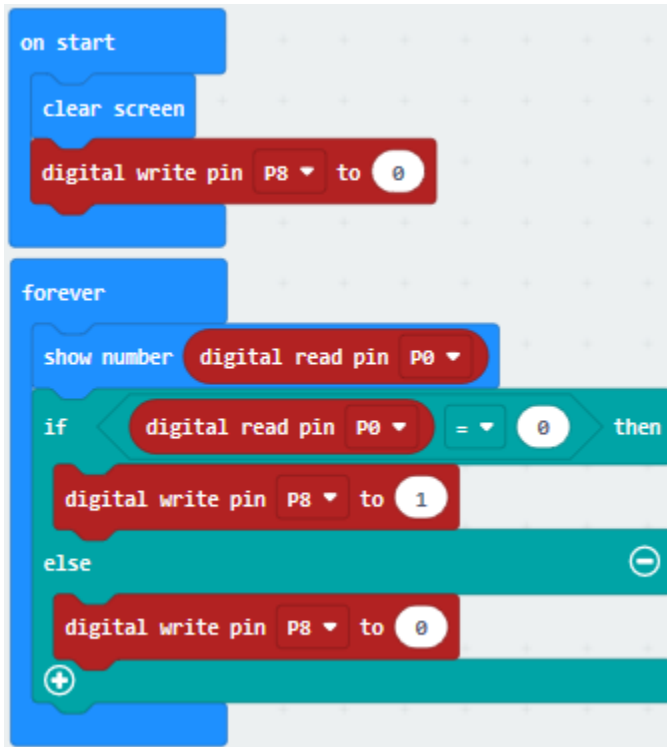 on start
clear screen
digital write pin P8 to 0
forever
show number digital read pin P0
if digital read pin P0 = 0 then
digital write pin P8 to 1
else
digital write pin P8 to 0